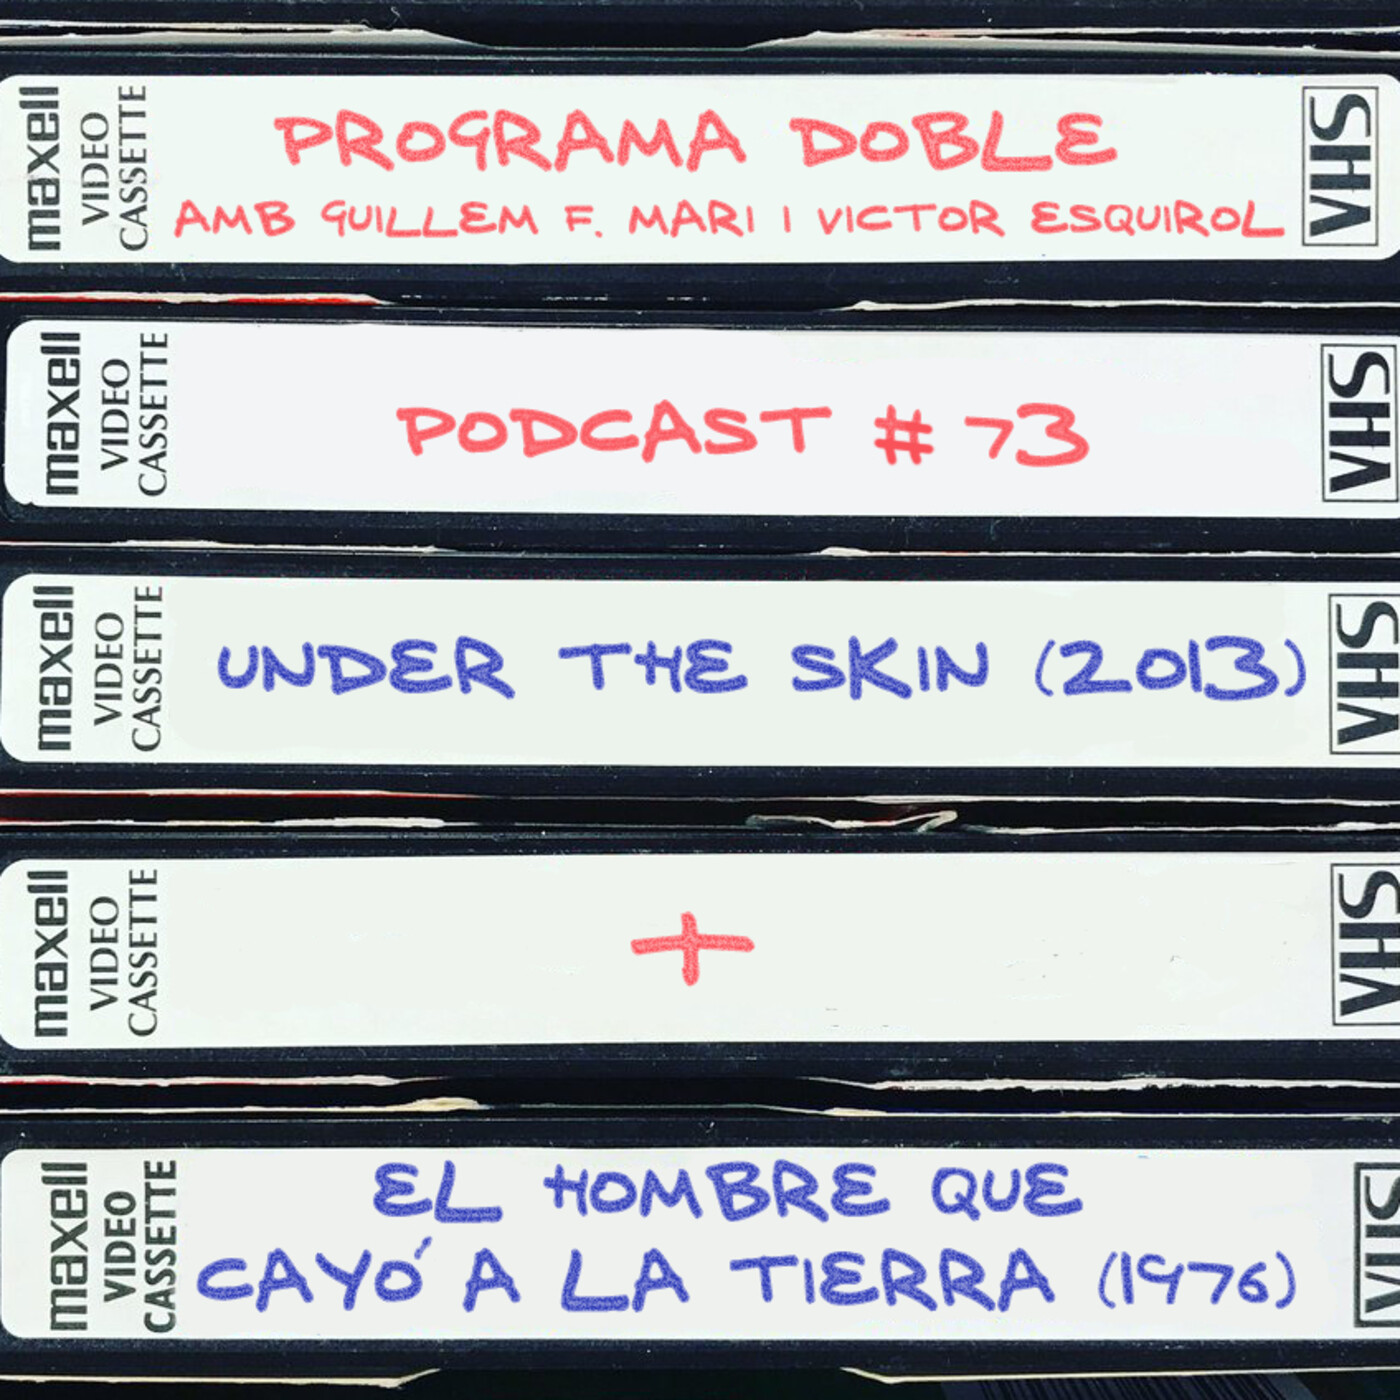 maxell
VIDEO
CASSETTE
PROGRAMA DOBLE
AMB GUILLEM F. MARI I VICTOR ESQUIROL
VHS
maxell
VIDEO
CASSETTE
PODCAST # 73
VHS
maxell
VIDEO
CASSETTE
UNDER THE SKIN (2013)
VHS
maxell
VIDEO
CASSETTE
+
VHS
maxell
VIDEO
CASSETTE
EL HOMBRE QUE
CAYÓ A LA TIERRA (1976)
VHS